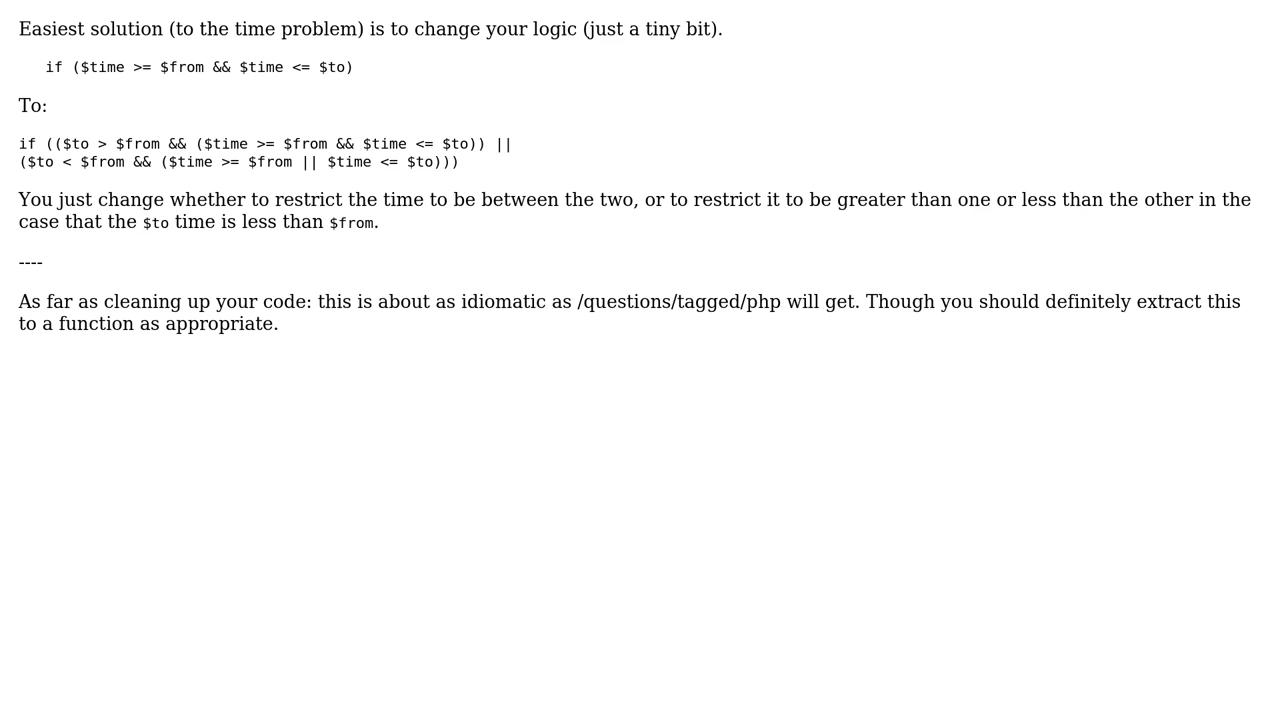 Easiest solution (to the time problem) is to change your logic (just a tiny bit).
if ($time >= $from && $time <= $to)
To:
if (($to > $from && ($time >= $from && $time <= $to)) ||
($to < $from && ($time >= $from || $time <= $to)))
You just change whether to restrict the time to be between the two, or to restrict it to be greater than one or less than the other in the
case that the $to time is less than $from.
----
As far as cleaning up your code: this is about as idiomatic as /questions/tagged/php will get. Though you should definitely extract this
to a function as appropriate.